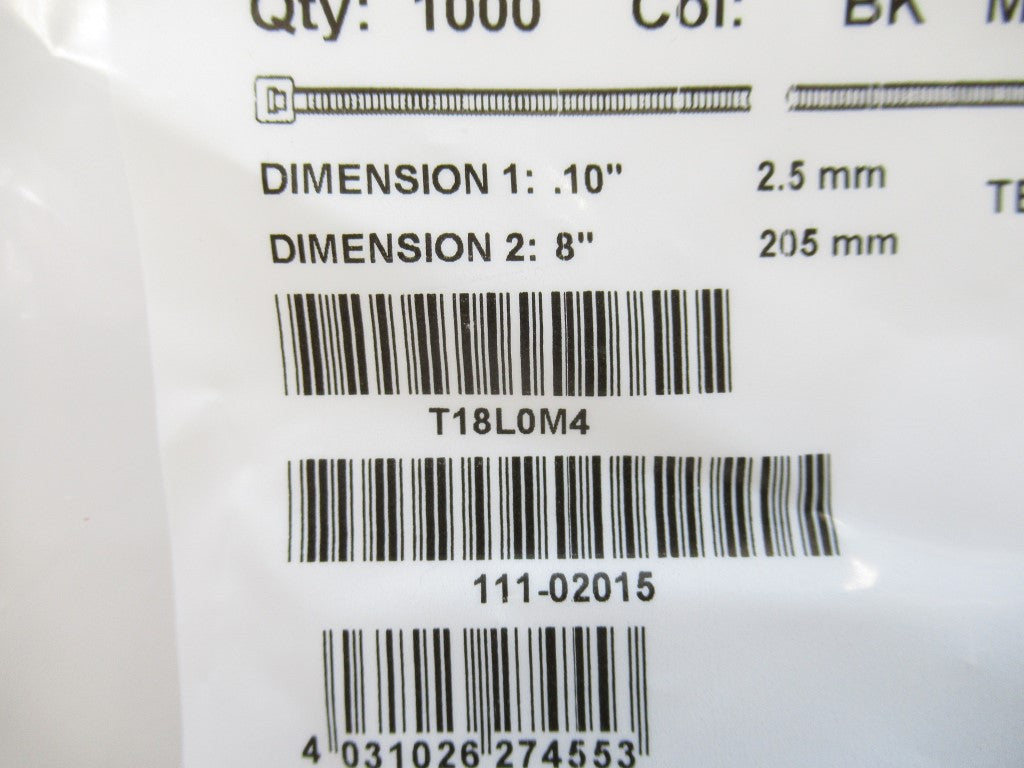 Qty: 1000 Col: BK
DIMENSION 1: .10" 2.5 mm
DIMENSION 2: 8" 205 mm
T18L0M4
111-02015
4 031026 274553